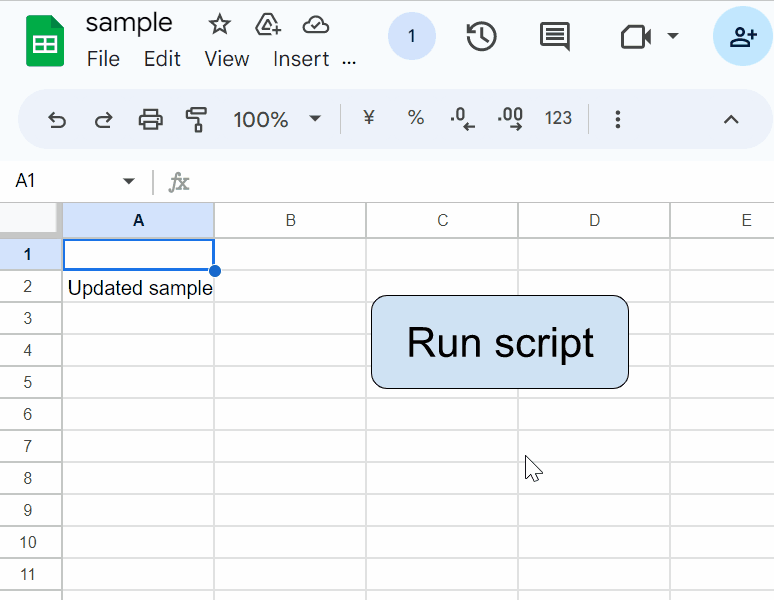 sample
File Edit View Insert ...
1
100% ¥ % .0 .00 123
A1 fx
A B C D E
1
2 Updated sample
3
Run script
4
5
6
7
8
9
10
11